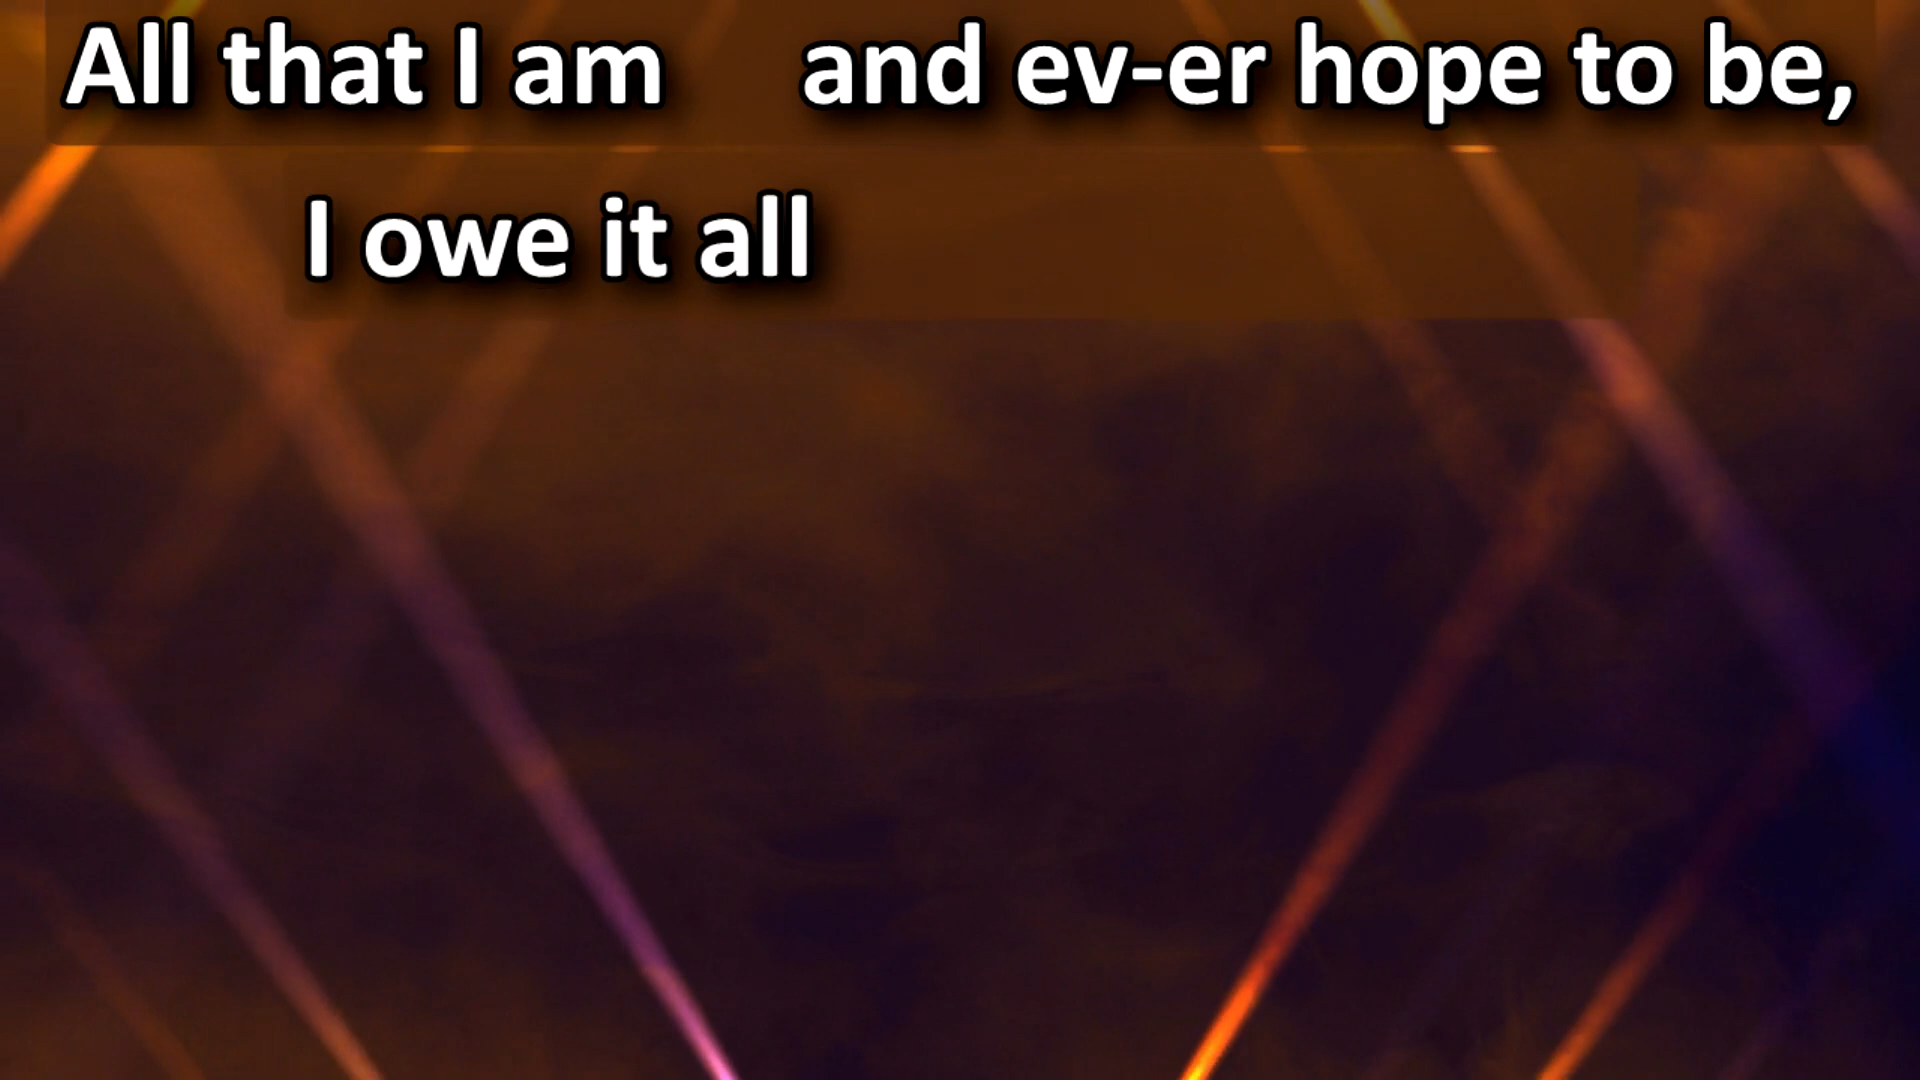 All that I am and ev-er hope to be,
I owe it all